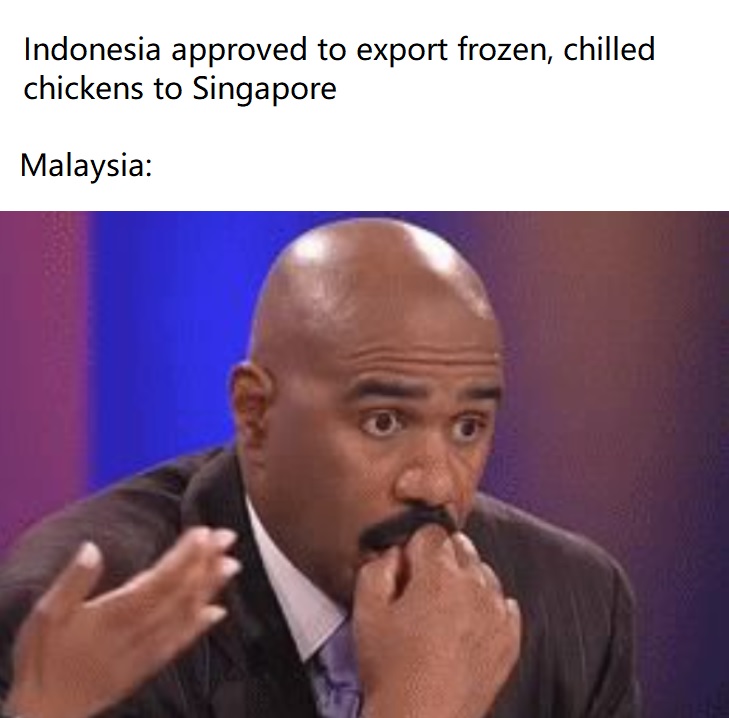 Indonesia approved to export frozen, chilled
chickens to Singapore
Malaysia: